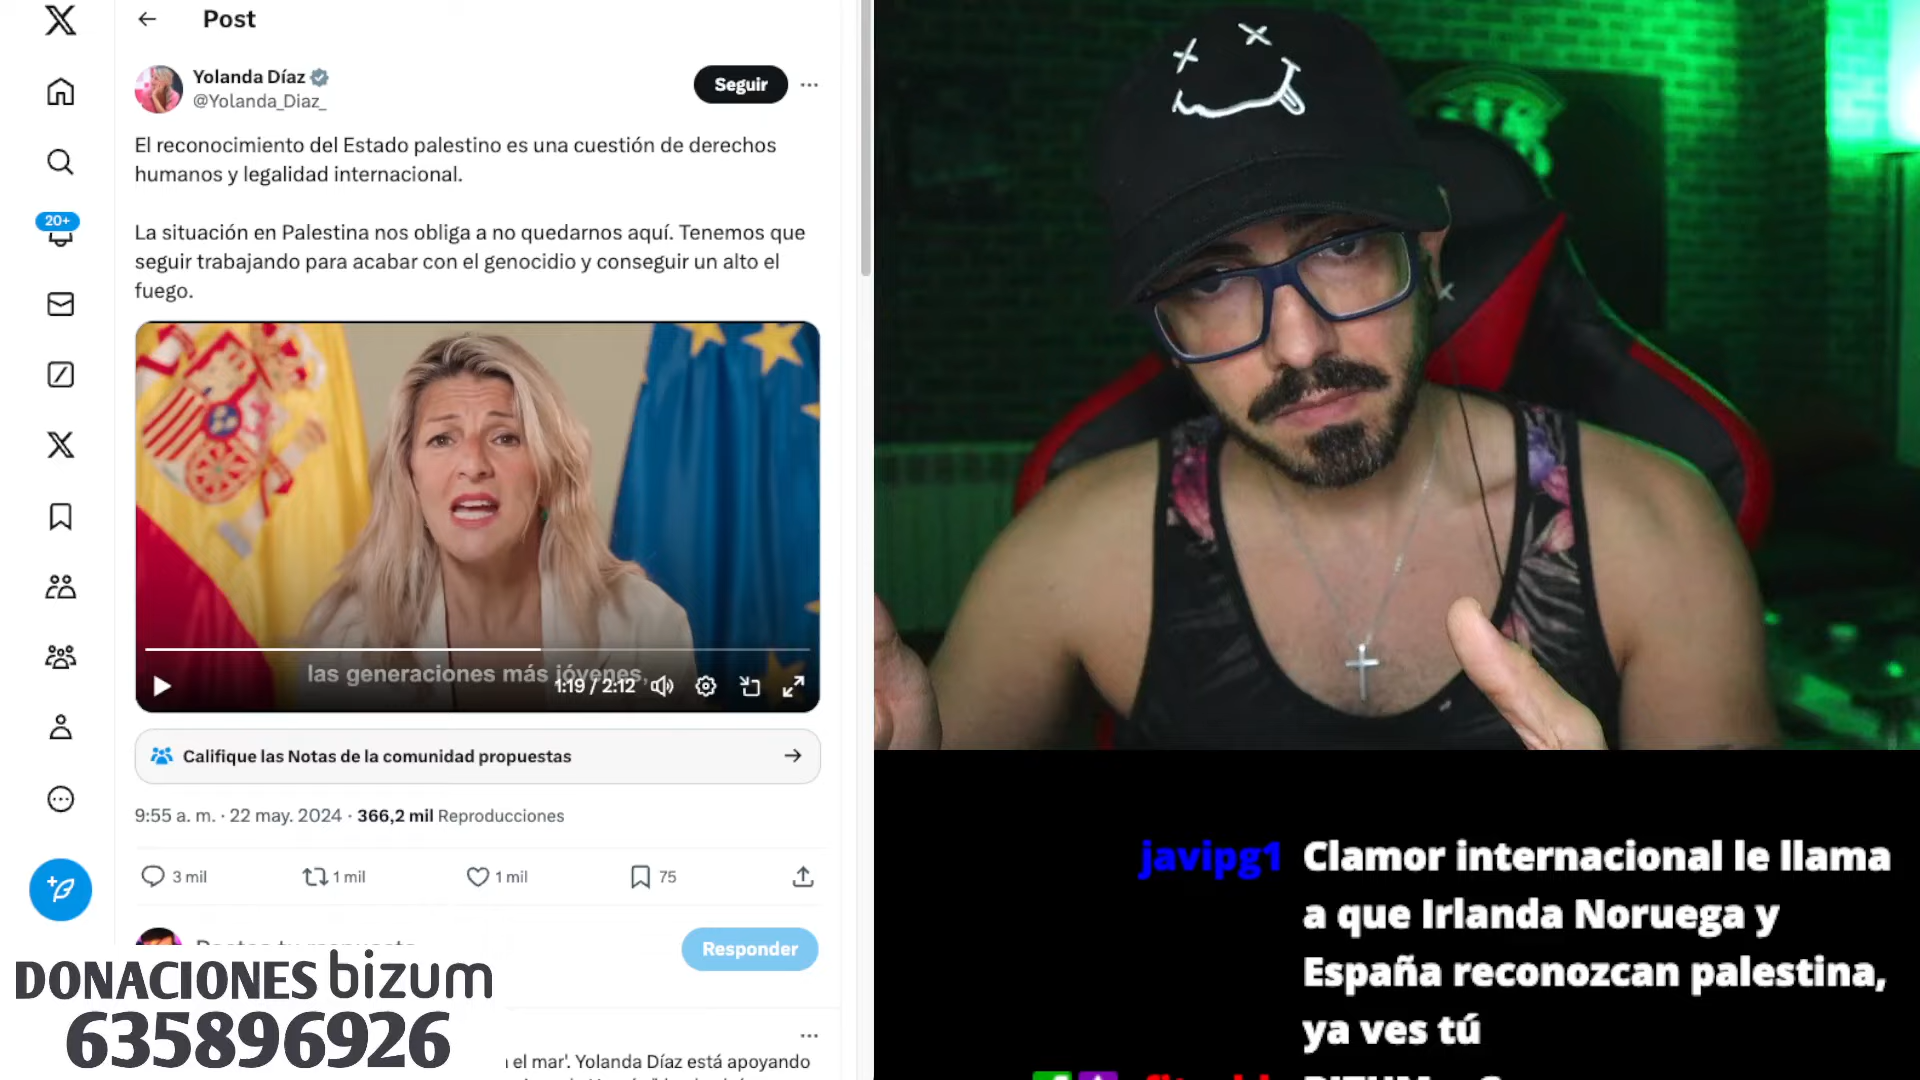 Post
Yolanda Díaz
@Yolanda_Diaz_
Seguir
El reconocimiento del Estado palestino es una cuestión de derechos
humanos y legalidad internacional.
La situación en Palestina nos obliga a no quedarnos aquí. Tenemos que
seguir trabajando para acabar con el genocidio y conseguir un alto el
fuego.
20+
las generaciones más jóvenes,
1:19 / 2:12
Califique las Notas de la comunidad propuestas
9:55 a. m. · 22 may. 2024 · 366,2 mil Reproducciones
3 mil
1 mil
1 mil
75
Responder
DONACIONES bizum
635896926
el mar'. Yolanda Díaz está apoyando
javipg1 Clamor internacional le llama
a que Irlanda Noruega y
España reconozcan palestina,
ya ves tú